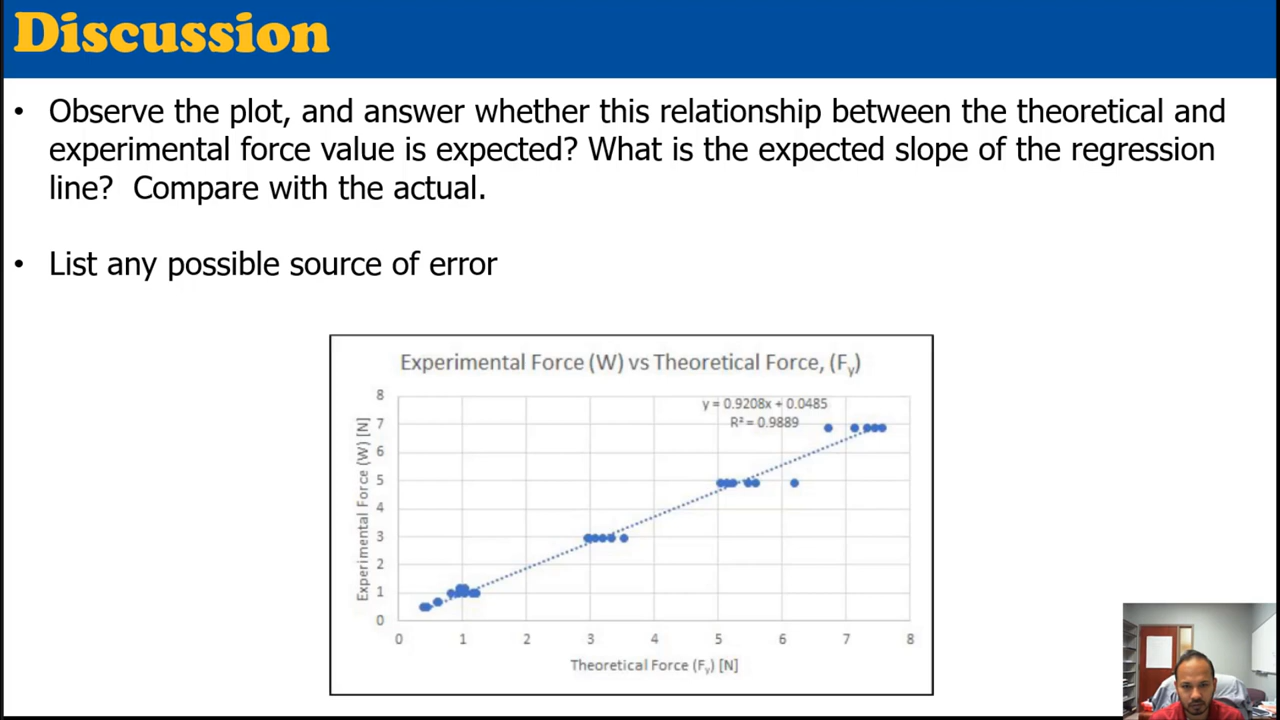 Discussion
• Observe the plot, and answer whether this relationship between the theoretical and
experimental force value is expected? What is the expected slope of the regression
line?  Compare with the actual.
• List any possible source of error
Experimental Force (W) vs Theoretical Force, (Fy)
y = 0.9208x + 0.0485
R² = 0.9889
Experimental Force (W) [N]
8
7
6
5
4
3
2
1
0
0 1 2 3 4 5 6 7 8
Theoretical Force (Fy) [N]